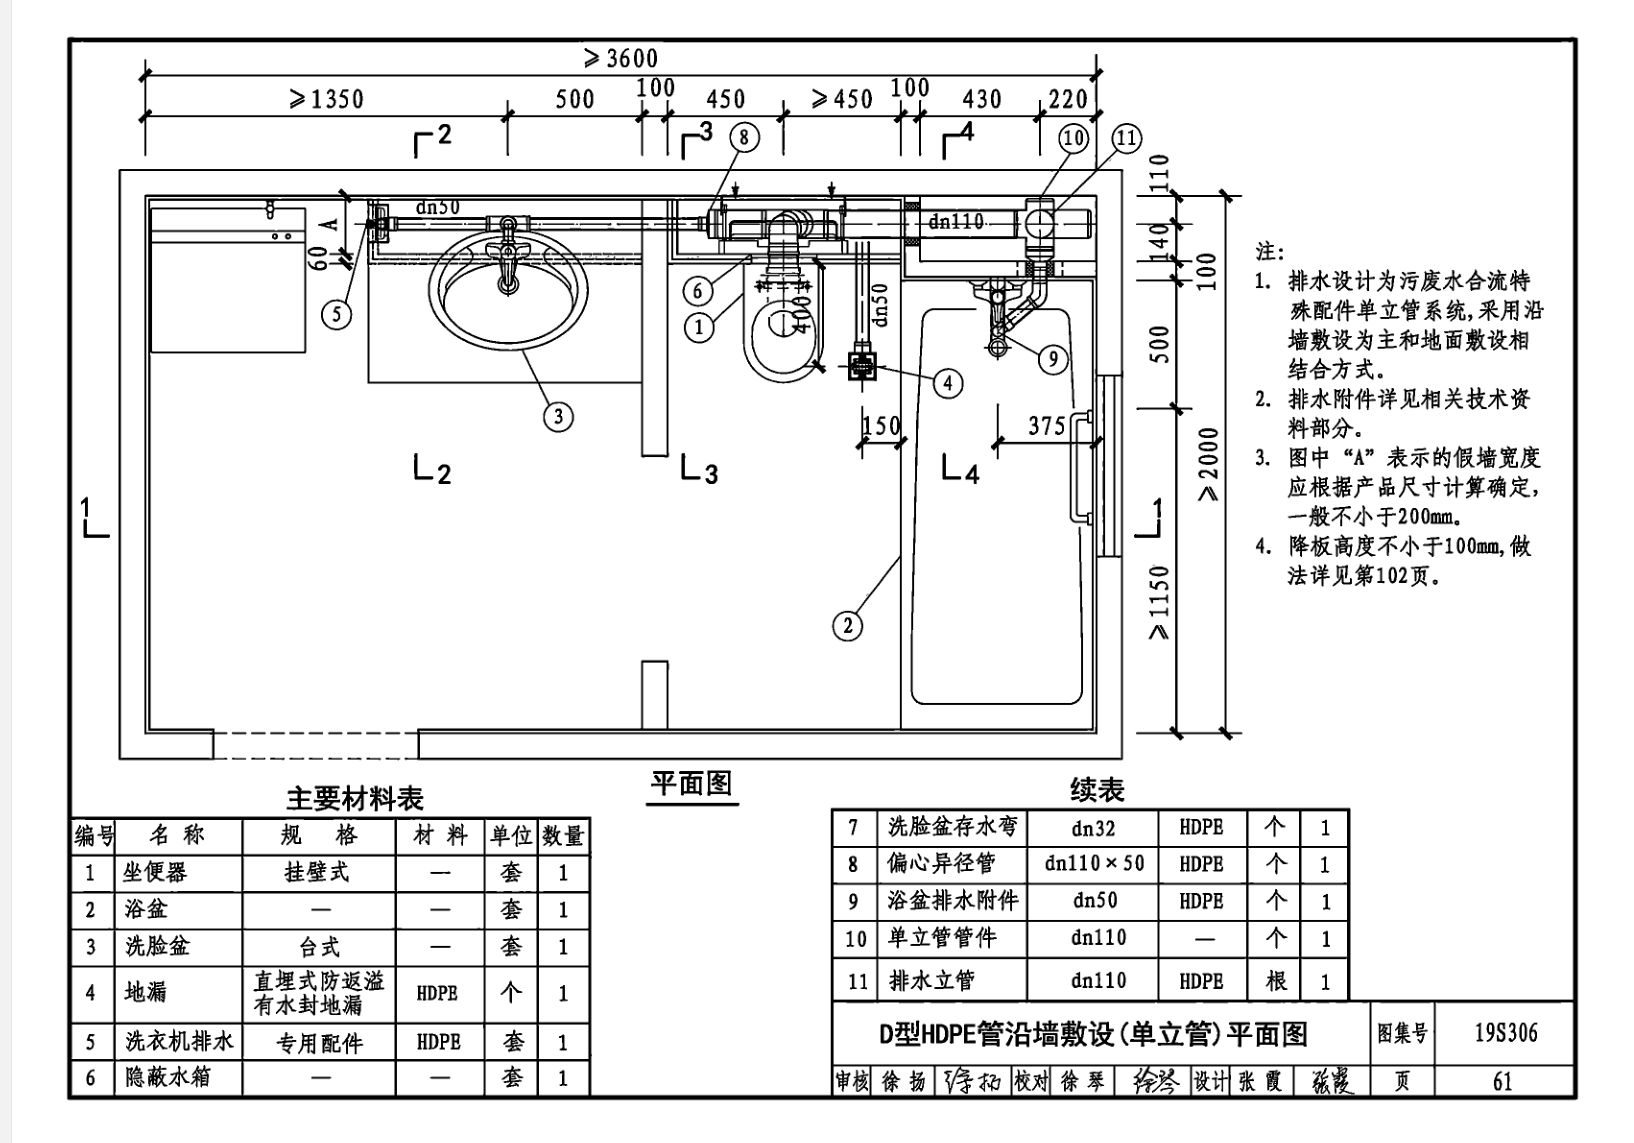 ≥3600
≥1350
500
100
450
≥450
100
430
220
2
3
8
4
10
11
110
dn50
A
60
dn110
140
100
5
6
1
400
dn50
9
500
4
3
150
375
2
3
4
1
1
≥2000
≥1150
2
注:
1. 排水设计为污废水合流特
殊配件单立管系统,采用沿
墙敷设为主和地面敷设相
结合方式。
2. 排水附件详见相关技术资
料部分。
3. 图中“A”表示的假墙宽度
应根据产品尺寸计算确定,
一般不小于200mm。
4. 降板高度不小于100mm,做
法详见第102页。
平面图
主要材料表
编号 名称 规格 材料 单位 数量
1 坐便器 挂壁式 — 套 1
2 浴盆 — — 套 1
3 洗脸盆 台式 — 套 1
4 地漏 直埋式防返溢 HDPE 个 1
有水封地漏
5 洗衣机排水 专用配件 HDPE 套 1
6 隐蔽水箱 — — 套 1
续表
7 洗脸盆存水弯 dn32 HDPE 个 1
8 偏心异径管 dn110×50 HDPE 个 1
9 浴盆排水附件 dn50 HDPE 个 1
10 单立管管件 dn110 — 个 1
11 排水立管 dn110 HDPE 根 1
D型HDPE管沿墙敷设(单立管)平面图 图集号 19S306
审核 徐扬 校对 徐琴 设计 张霞 张霞 页 61